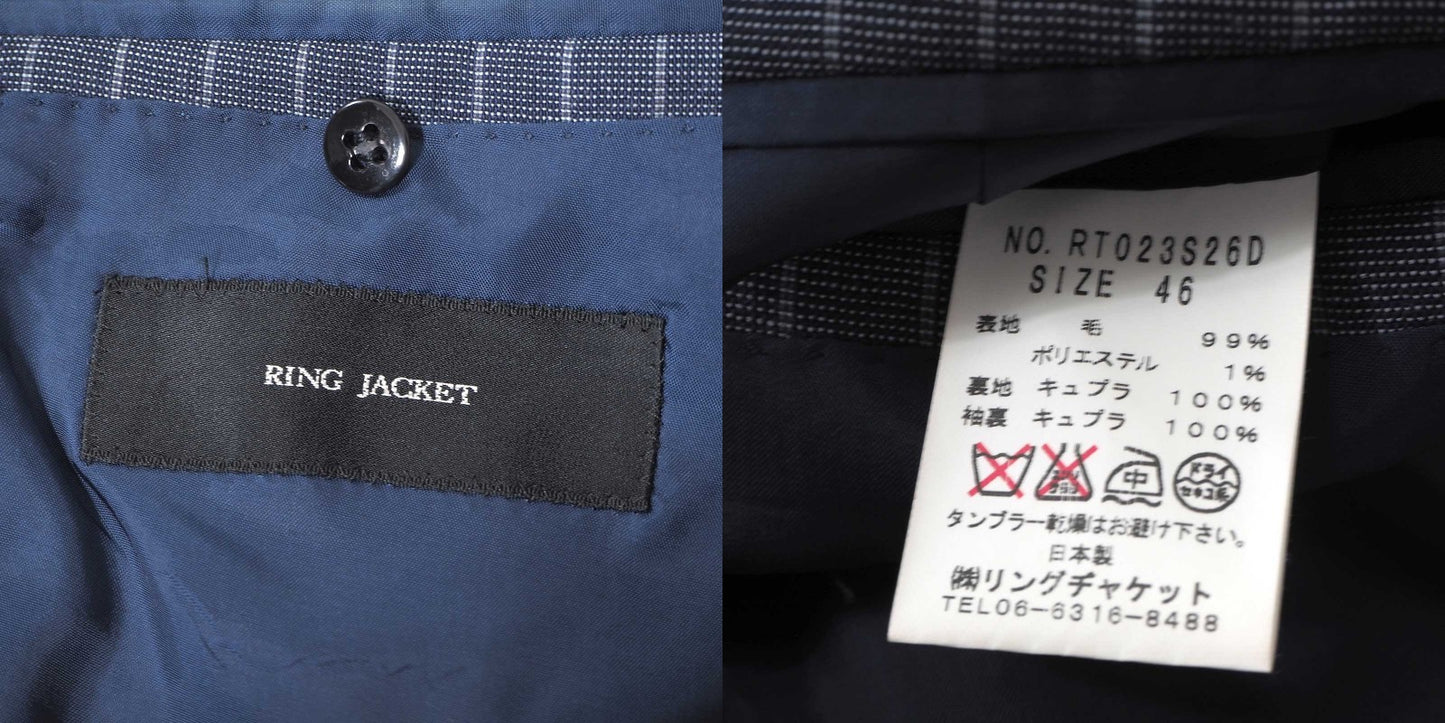 RING JACKET
NO. RT023S26D
SIZE 46
表地 毛 99%
ポリエステル 1%
裏地 キュプラ 100%
袖裏 キュプラ 100%
中 ドライ
セキユ系
タンブラー乾燥はお避け下さい。
日本製
㈱リングヂャケット
TEL06-6316-8488